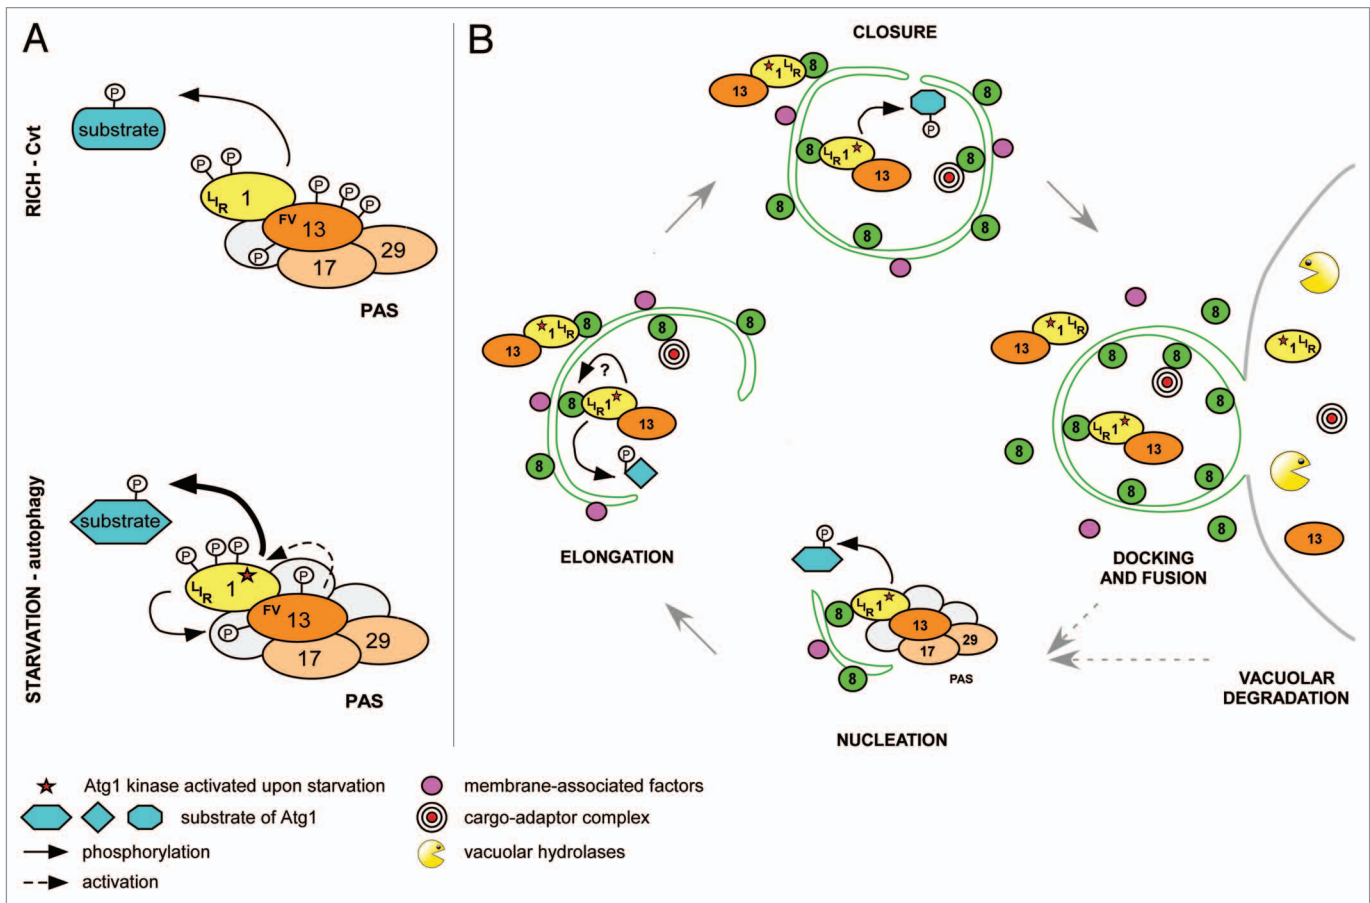 A
RICH - Cvt
P
substrate
P
P
LIR 1
P
P
P
FV 13
P
17
29
PAS
STARVATION - autophagy
P
substrate
P
P
P
LIR 1
P
FV 13
P
17
29
PAS
B
CLOSURE
13
1 LIR
8
8
8
LIR 1
13
P
8
8
8
8
13
1 LIR
8
8
8
?
8
LIR 1
13
P
8
ELONGATION
P
8
LIR 1
13
17
29
8
PAS
NUCLEATION
13
1 LIR
8
8
8
8
8
LIR 1
13
8
8
8
8
1 LIR
13
DOCKING
AND FUSION
VACUOLAR
DEGRADATION
Atg1 kinase activated upon starvation
substrate of Atg1
phosphorylation
activation
membrane-associated factors
cargo-adaptor complex
vacuolar hydrolases